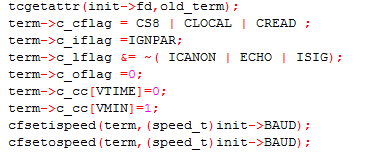 tcgetattr(init->fd,old_term);
term->c_cflag = CS8 | CLOCAL | CREAD ;
term->c_iflag =IGNPAR;
term->c_lflag &= ~( ICANON | ECHO | ISIG);
term->c_oflag =0;
term->c_cc[VTIME]=0;
term->c_cc[VMIN]=1;
cfsetispeed(term,(speed_t)init->BAUD);
cfsetospeed(term,(speed_t)init->BAUD);